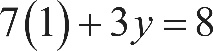 7(1) + 3y = 8